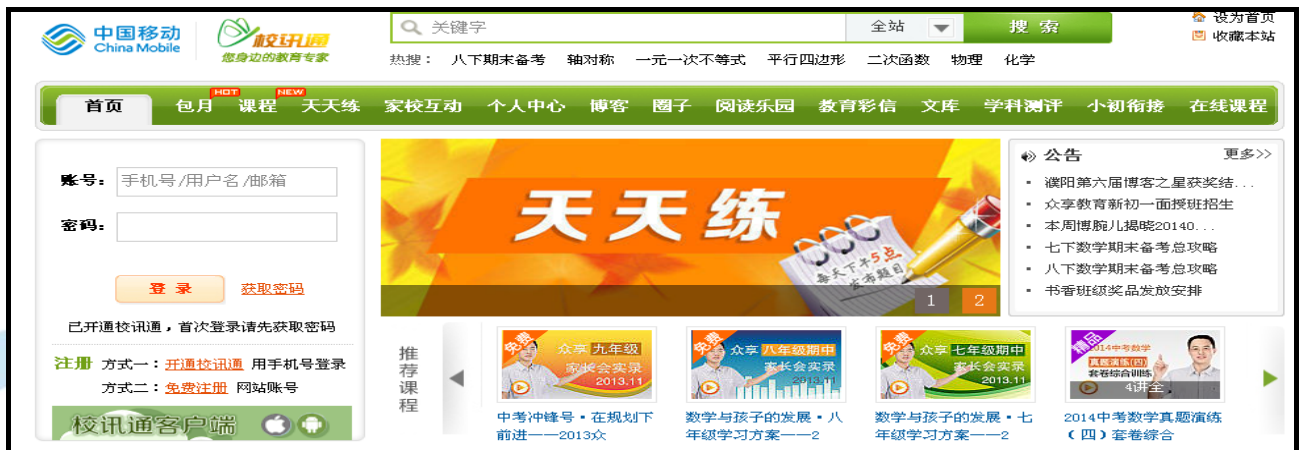 中国移动
China Mobile
校讯通
您身边的教育专家
关键字
全站
搜 索
设为首页
收藏本站
热搜： 八下期末备考 轴对称 一元一次不等式 平行四边形 二次函数 物理 化学
HOT NEW
首页 包月 课程 天天练 家校互动 个人中心 博客 圈子 阅读乐园 教育彩信 文库 学科测评 小初衔接 在线课程
账号： 手机号/用户名/邮箱
密码：
登 录 获取密码
已开通校讯通，首次登录请先获取密码
注册 方式一：开通校讯通 用手机号登录
方式二：免费注册 网站账号
校讯通客户端
天天练
每天下午5点
发布题目
1 2
公告 更多>>
· 濮阳第六届博客之星获奖结...
· 众享教育新初一面授班招生
· 本周博腕儿揭晓20140...
· 七下数学期末备考总攻略
· 八下数学期末备考总攻略
· 书香班级奖品发放安排
推荐课程
免费
众享 九年级
家长会实录
2013.11
中考冲锋号·在规划下
前进——2013众
免费
众享 八年级期中
家长会实录
2013.11
数学与孩子的发展·八
年级学习方案——2
免费
众享 七年级期中
家长会实录
2013.11
数学与孩子的发展·七
年级学习方案——2
精品
2014中考数学
真题演练(四)
套卷综合训练
4讲全
2014中考数学真题演练
（四）套卷综合